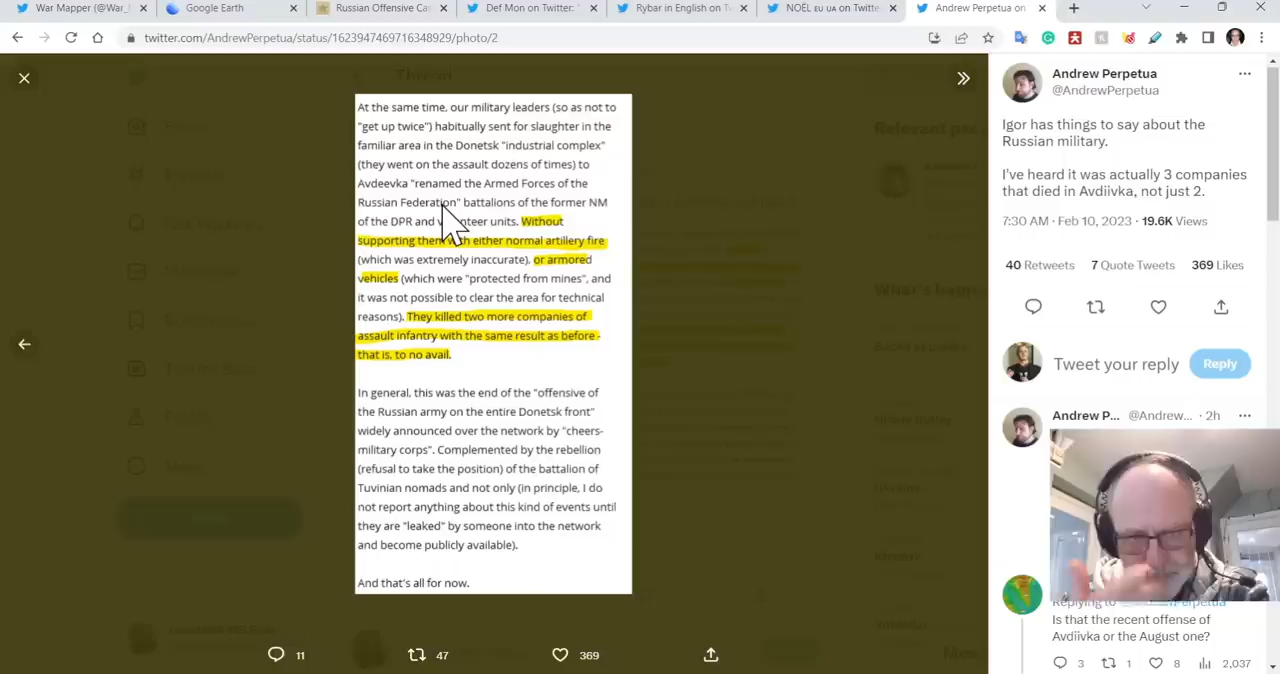 War Mapper (@War_
Google Earth
Russian Offensive Ca
Def Mon on Twitter: "
Rybar in English on Tw
NOËL EU UA on Twitte
Andrew Perpetua on
twitter.com/AndrewPerpetua/status/1623947469716348929/photo/2
At the same time, our military leaders (so as not to
"get up twice") habitually sent for slaughter in the
familiar area in the Donetsk "industrial complex"
(they went on the assault dozens of times) to
Avdeevka "renamed the Armed Forces of the
Russian Federation" battalions of the former NM
of the DPR and volunteer units. Without
supporting them with either normal artillery fire
(which was extremely inaccurate), or armored
vehicles (which were "protected from mines", and
it was not possible to clear the area for technical
reasons). They killed two more companies of
assault infantry with the same result as before -
that is, to no avail.
In general, this was the end of the "offensive of
the Russian army on the entire Donetsk front"
widely announced over the network by "cheers-
military corps". Complemented by the rebellion
(refusal to take the position) of the battalion of
Tuvinian nomads and not only (in principle, I do
not report anything about this kind of events until
they are "leaked" by someone into the network
and become publicly available).
And that's all for now.
11
47
369
Andrew Perpetua
@AndrewPerpetua
Igor has things to say about the
Russian military.
I've heard it was actually 3 companies
that died in Avdiivka, not just 2.
7:30 AM · Feb 10, 2023 · 19.6K Views
40 Retweets 7 Quote Tweets 369 Likes
Tweet your reply
Reply
Andrew P... @Andrew... · 2h
Replying to
Is that the recent offense of
Avdiivka or the August one?
3 1 8 2,037